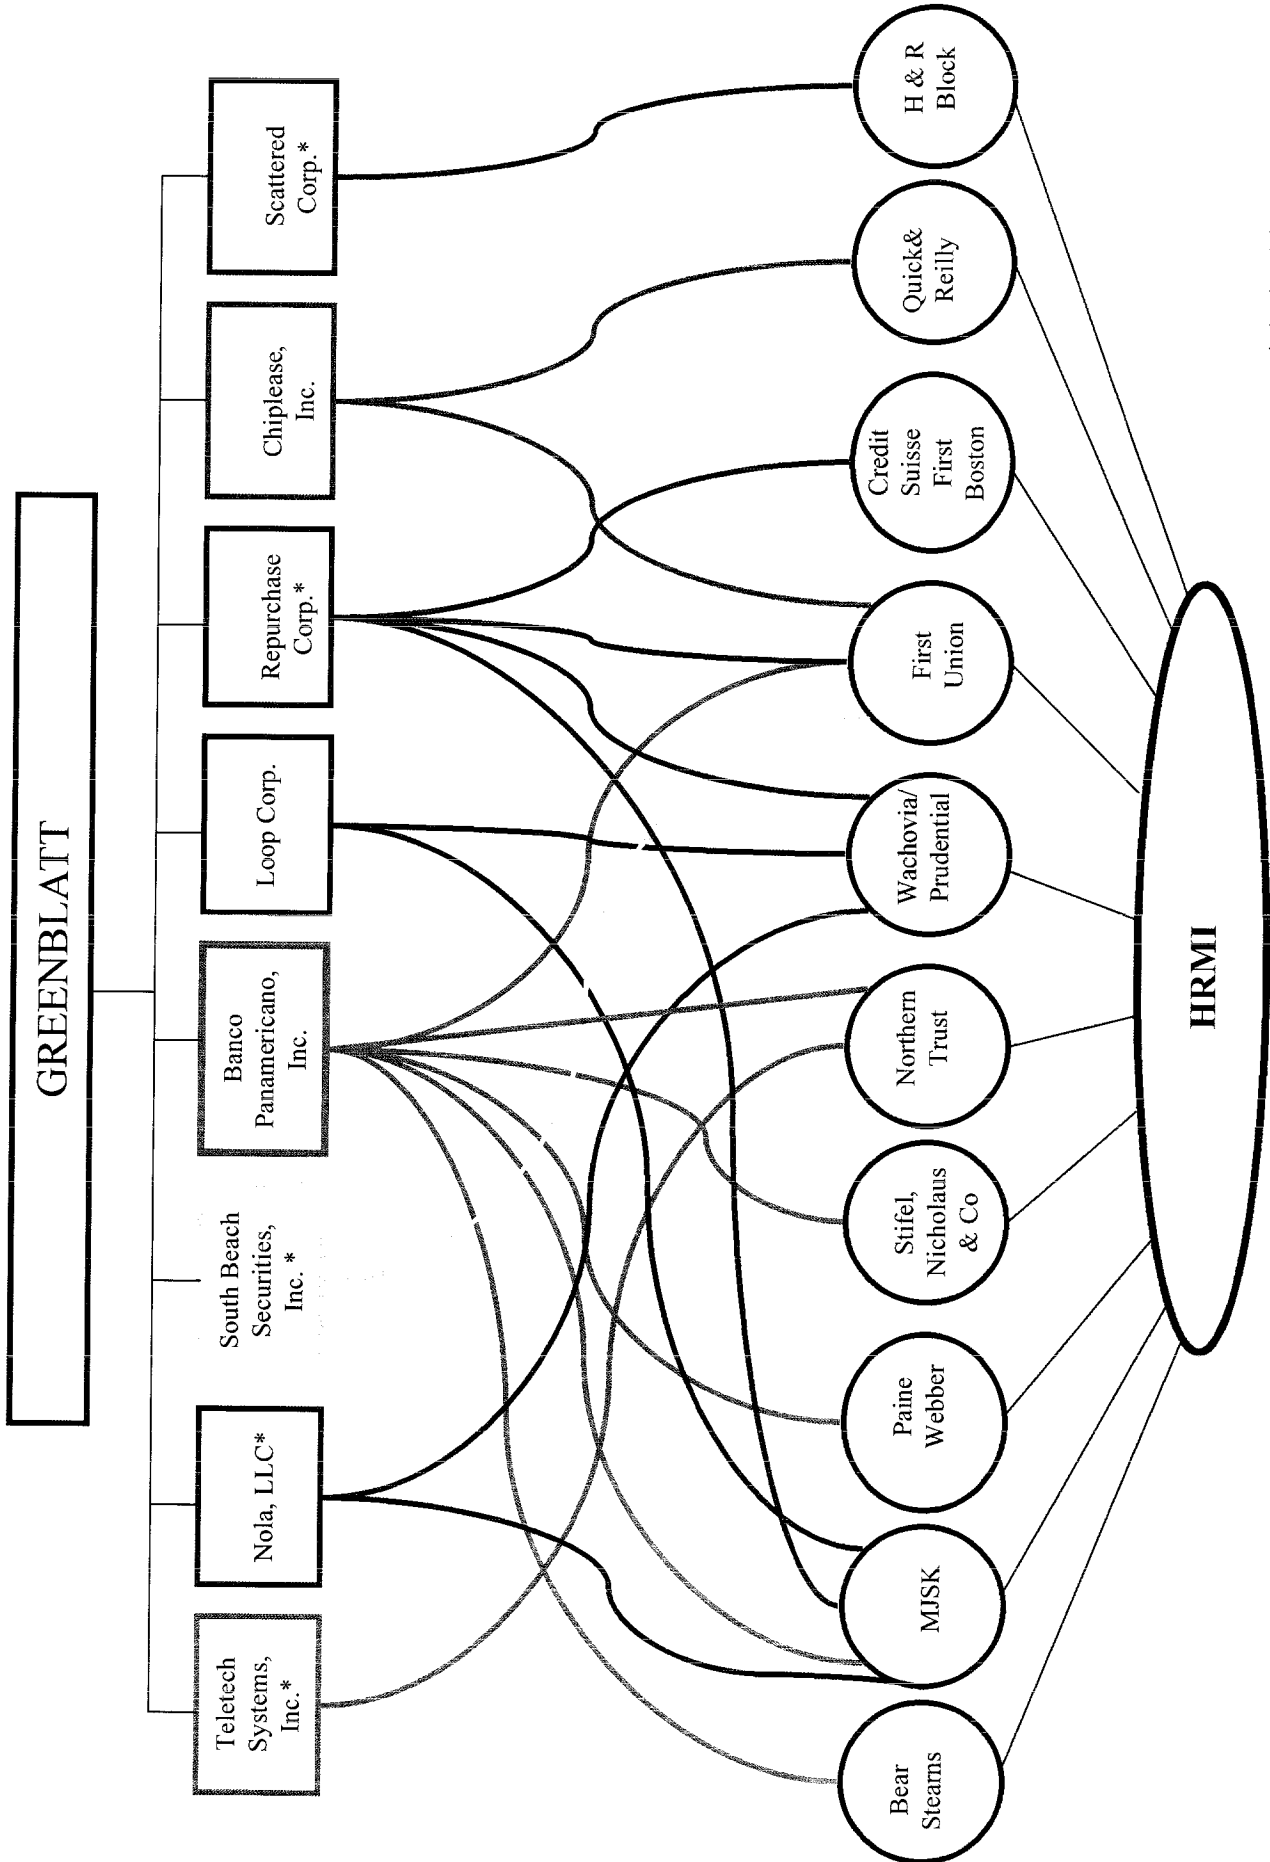 GREENBLATT
Teletech
Systems,
Inc.*
Nola, LLC*
South Beach
Securities,
Inc. *
Banco
Panamericano,
Inc.
Loop Corp.
Repurchase
Corp.*
Chiplease,
Inc.
Scattered
Corp.*
Bear
Stearns
MJSK
Paine
Webber
Stifel,
Nicholaus
& Co
Northern
Trust
Wachovia/
Prudential
First
Union
Credit
Suisse
First
Boston
Quick&
Reilly
H & R
Block
HRMI